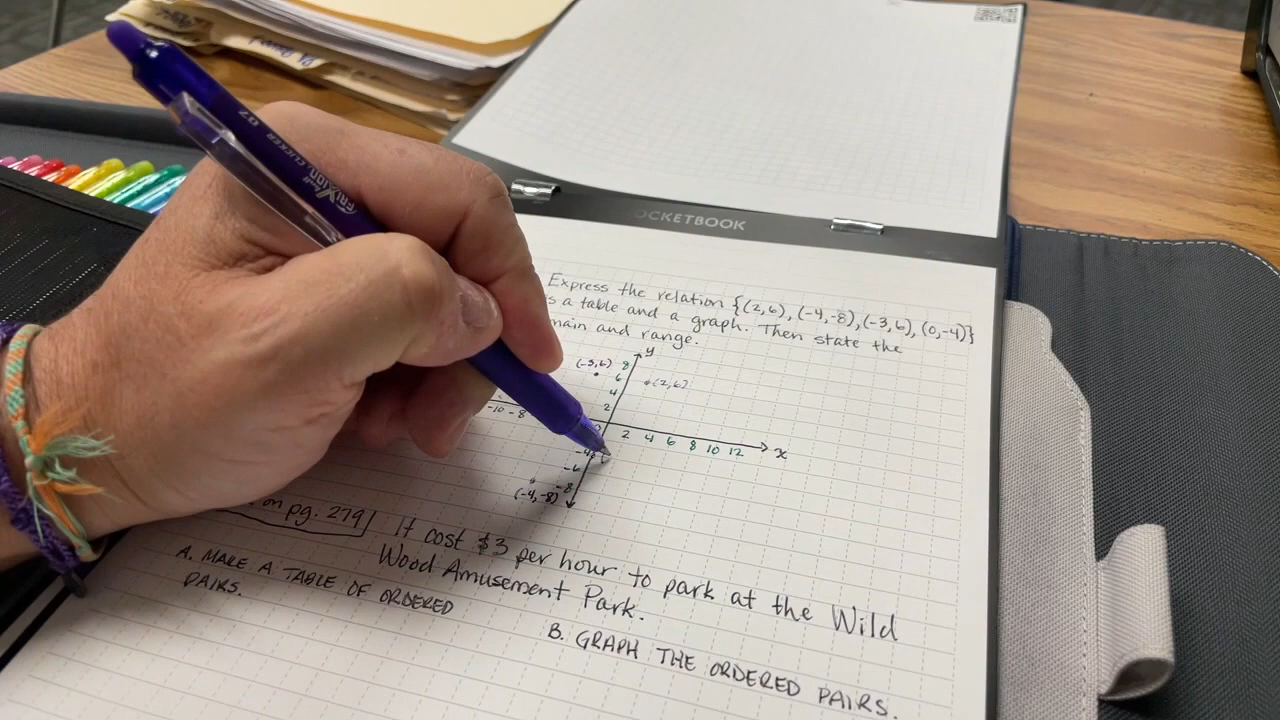 FRIXION
CLICKER 07
OCKETBOOK
Express the relation {(2,6), (-4,-8), (-3,6), (0,-4)}
s a table and a graph. Then state the
main and range.
y
(-3,6) 8
6 (2,6)
4
2
-10 -8 0 2 4 6 8 10 12 x
-4
-6
(-4,-8) -8
on pg. 279
It cost $3 per hour to park at the Wild
Wood Amusement Park.
A. MAKE A TABLE OF ORDERED
PAIRS.
B. GRAPH THE ORDERED PAIRS.